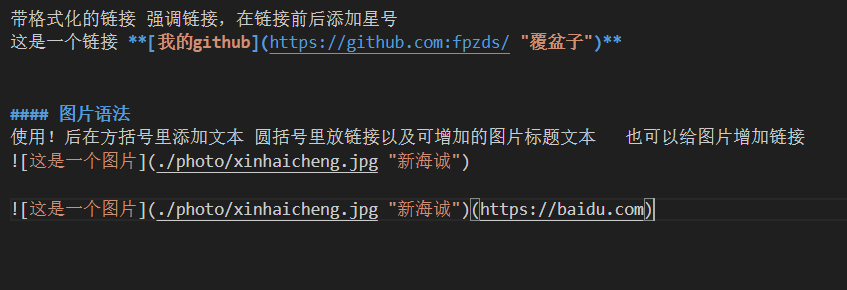 带格式化的链接 强调链接，在链接前后添加星号
这是一个链接 **[我的github](https://github.com:fpzds/ "覆盆子")**
#### 图片语法
使用！后在方括号里添加文本 圆括号里放链接以及可增加的图片标题文本  也可以给图片增加链接
![这是一个图片](./photo/xinhaicheng.jpg "新海诚")
![这是一个图片](./photo/xinhaicheng.jpg "新海诚")(https://baidu.com)